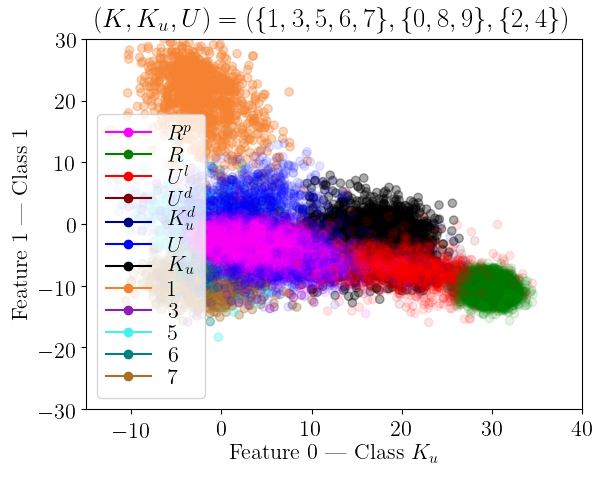 (K, K_u, U) = ({1, 3, 5, 6, 7}, {0, 8, 9}, {2, 4})
30
20
10
0
−10
−20
−30
Feature 1 — Class 1
R^p
R
U^l
U^d
K_u^d
U
K_u
1
3
5
6
7
−10 0 10 20 30 40
Feature 0 — Class K_u